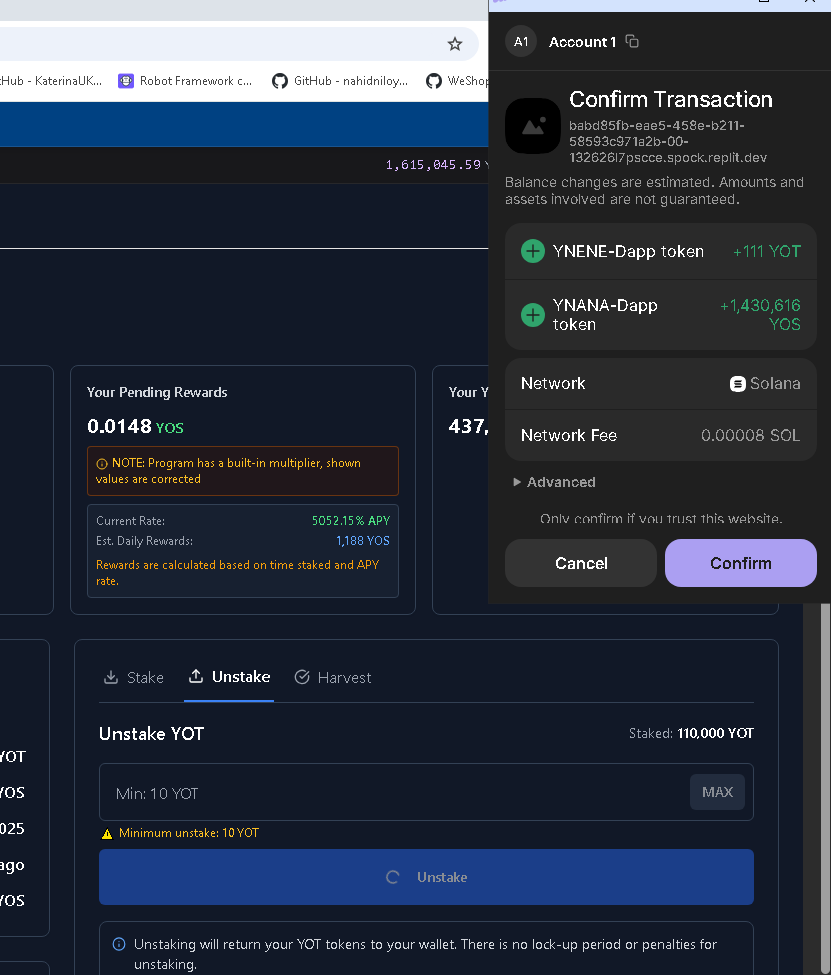 Hub - KaterinaUK...
Robot Framework c...
GitHub - nahidniloy...
WeShop
1,615,045.59 Y
Your Pending Rewards
0.0148 YOS
NOTE: Program has a built-in multiplier, shown
values are corrected
Current Rate:
5052.15% APY
Est. Daily Rewards:
1,188 YOS
Rewards are calculated based on time staked and APY
rate.
Your Y
437,
YOT
YOS
025
ago
YOS
Stake
Unstake
Harvest
Unstake YOT
Staked: 110,000 YOT
Min: 10 YOT
MAX
Minimum unstake: 10 YOT
Unstake
Unstaking will return your YOT tokens to your wallet. There is no lock-up period or penalties for
unstaking.
A1
Account 1
Confirm Transaction
babd85fb-eae5-458e-b211-
58593c971a2b-00-
132626l7pscce.spock.replit.dev
Balance changes are estimated. Amounts and
assets involved are not guaranteed.
YNENE-Dapp token
+111 YOT
YNANA-Dapp
token
+1,430,616
YOS
Network
Solana
Network Fee
0.00008 SOL
Advanced
Only confirm if you trust this website.
Cancel
Confirm